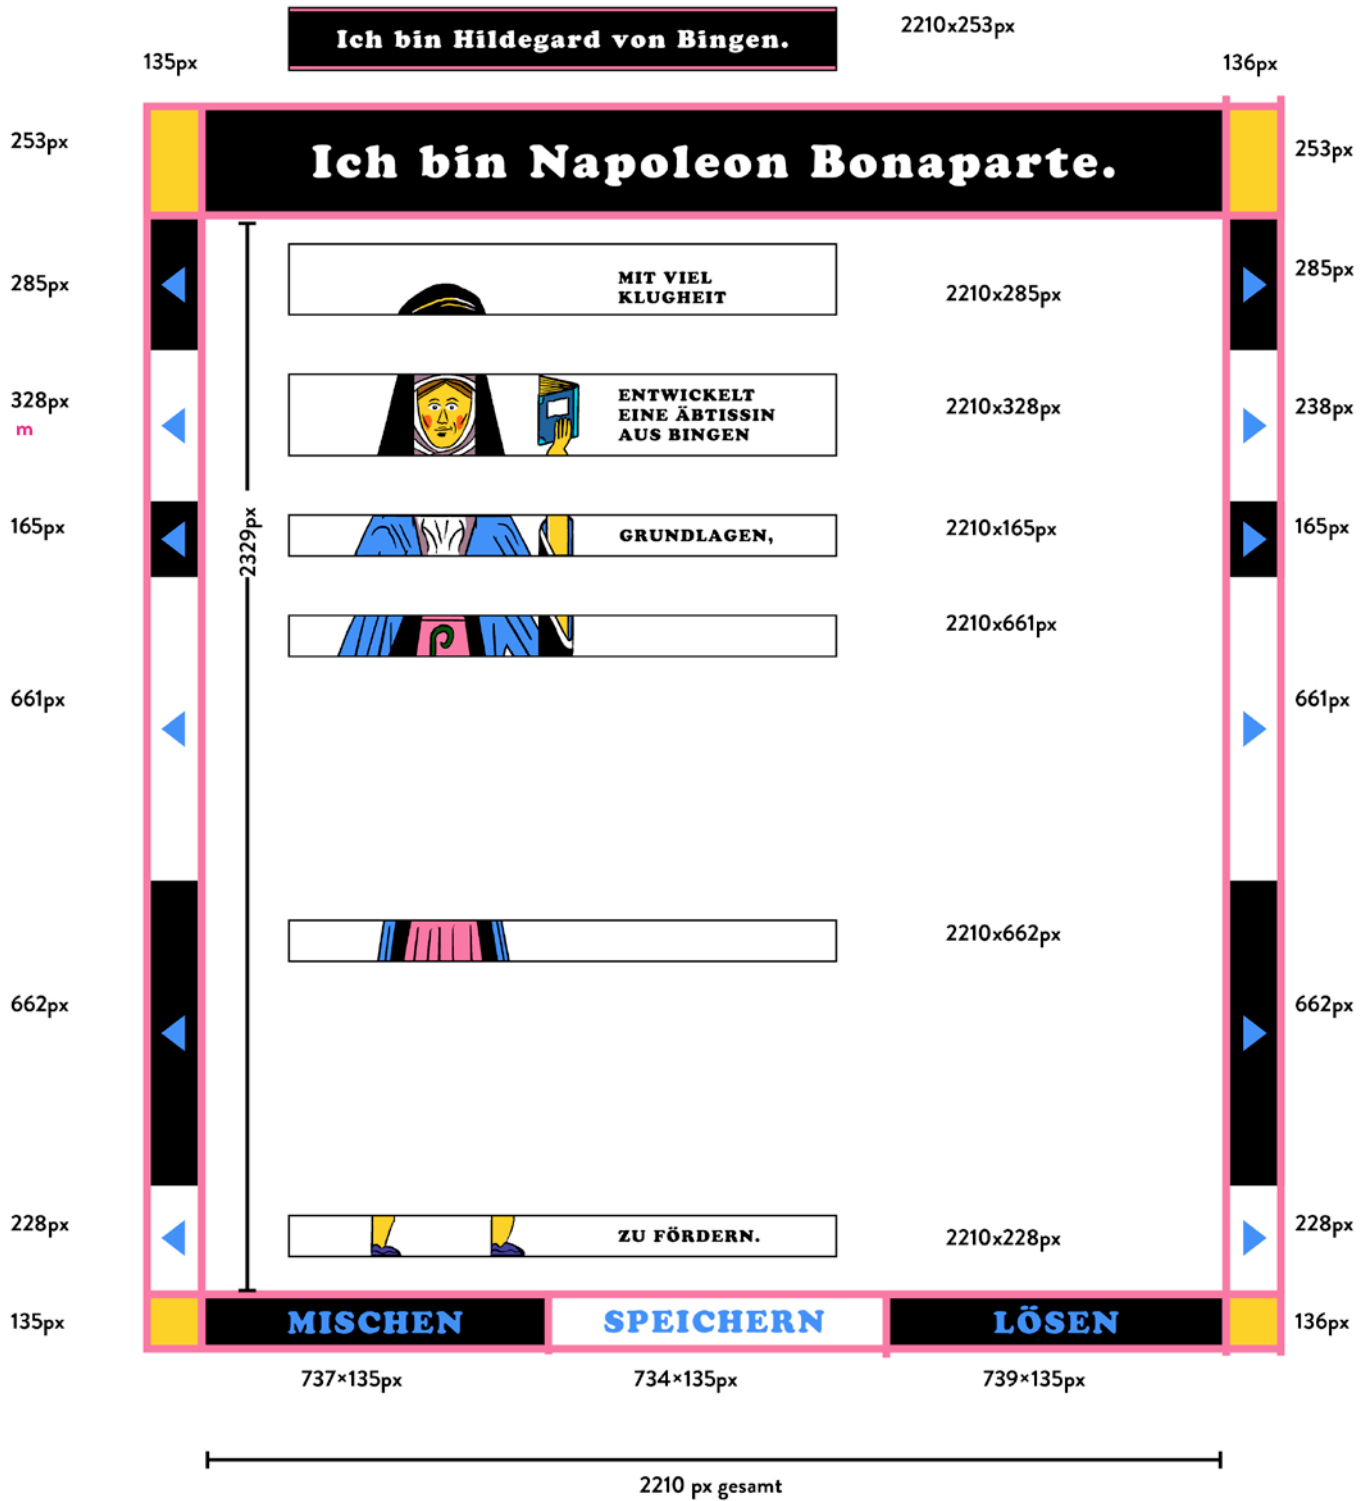 Ich bin Hildegard von Bingen.
2210x253px
135px
136px
253px
Ich bin Napoleon Bonaparte.
253px
285px
MIT VIEL
KLUGHEIT
2210x285px
285px
328px
m
ENTWICKELT
EINE ÄBTISSIN
AUS BINGEN
2210x328px
238px
165px
2329px
GRUNDLAGEN,
2210x165px
165px
2210x661px
661px
661px
2210x662px
662px
662px
228px
ZU FÖRDERN.
2210x228px
228px
135px
MISCHEN
SPEICHERN
LÖSEN
136px
737×135px
734×135px
739×135px
2210 px gesamt